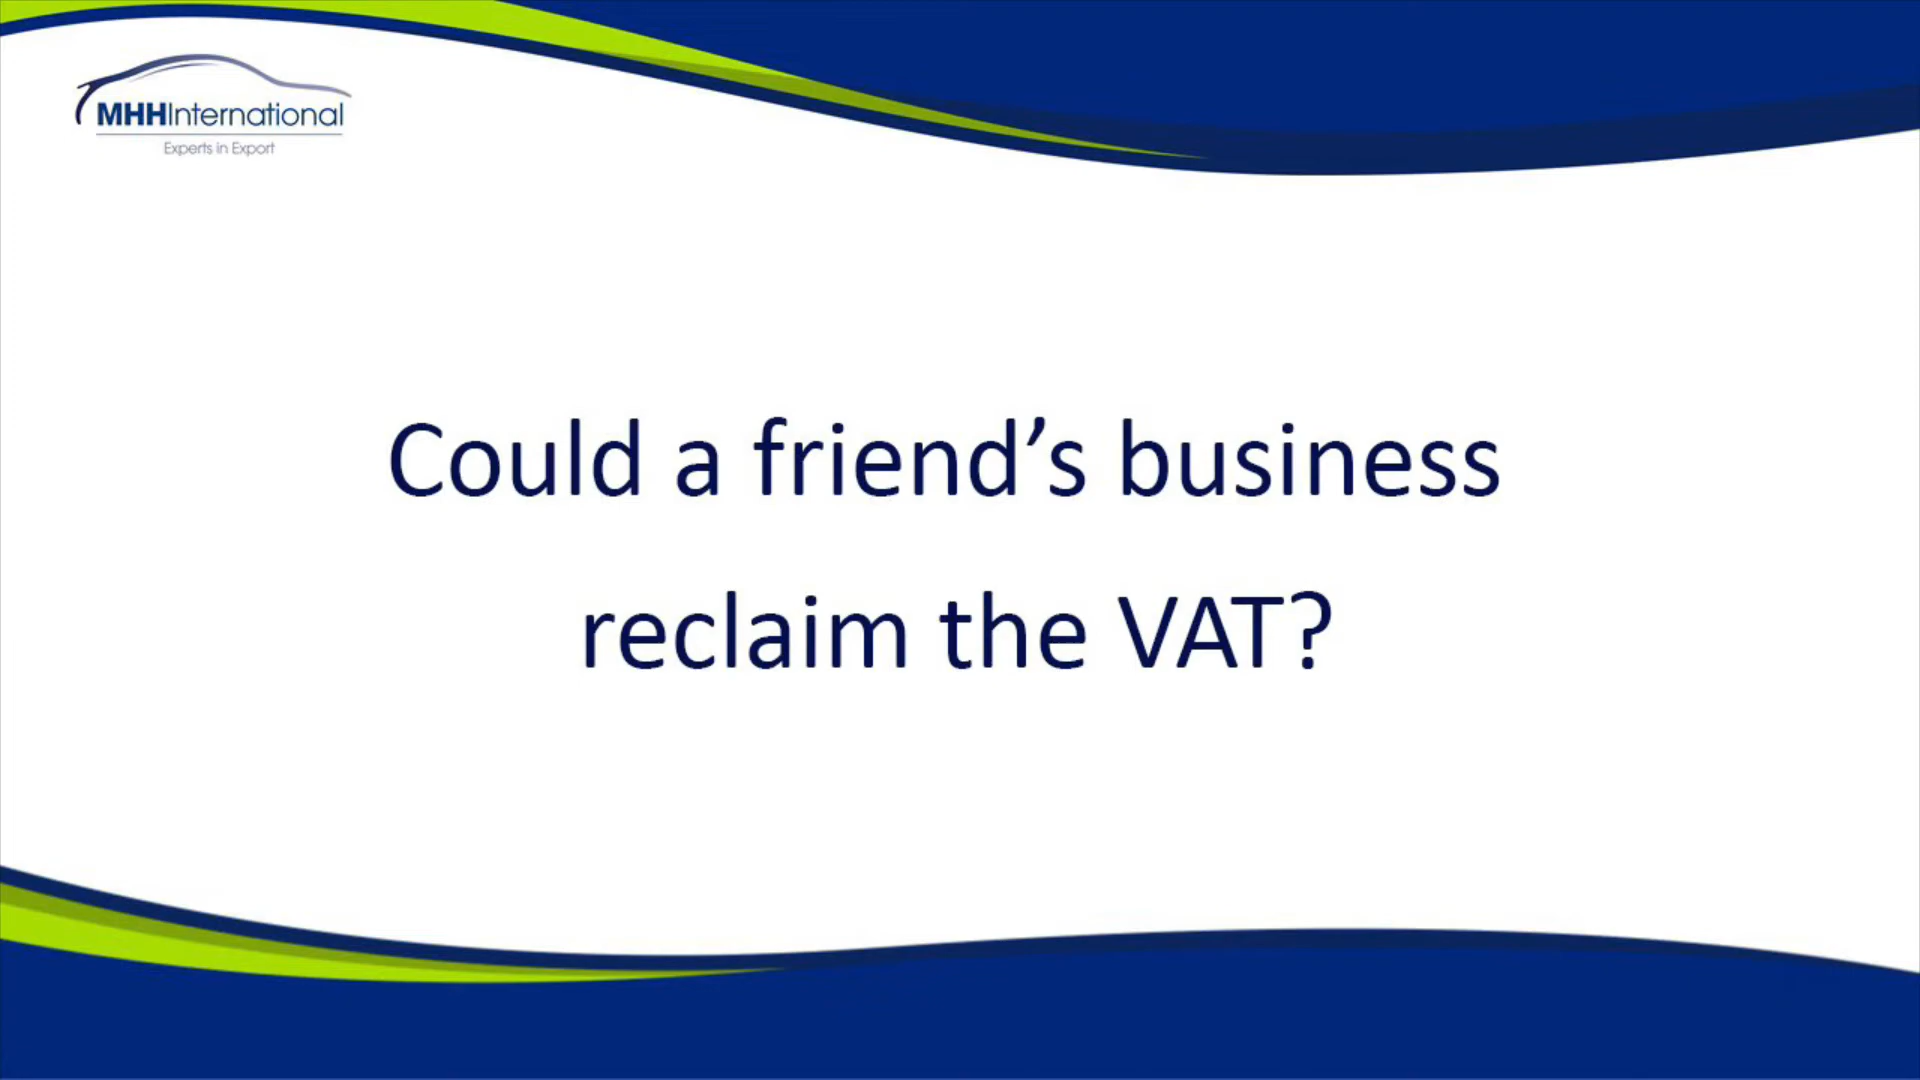 MHHInternational
Experts in Export
Could a friend’s business
reclaim the VAT?